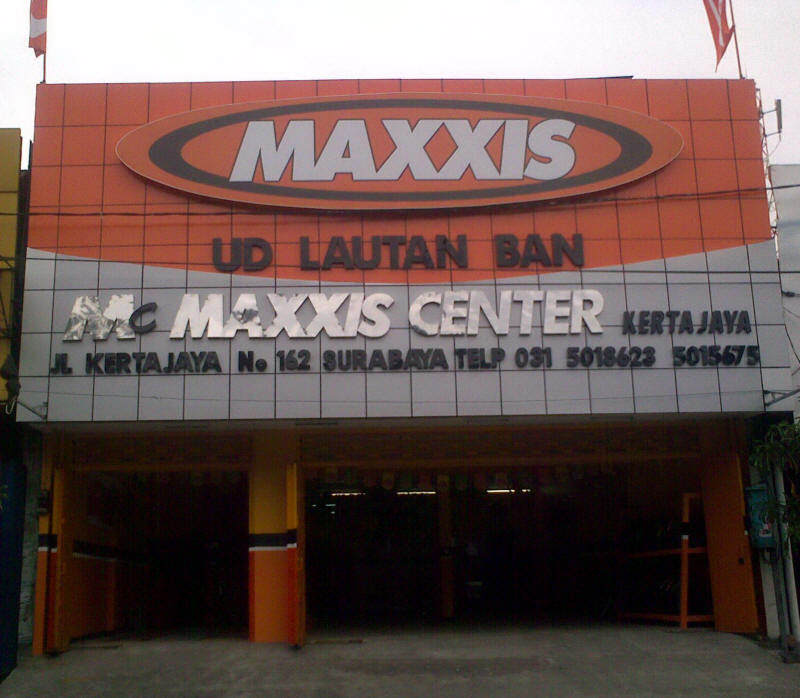 MAXXIS
UD LAUTAN BAN
Mc MAXXIS CENTER KERTAJAYA
JL. KERTAJAYA No 162 SURABAYA TELP 031 5018623 5015675